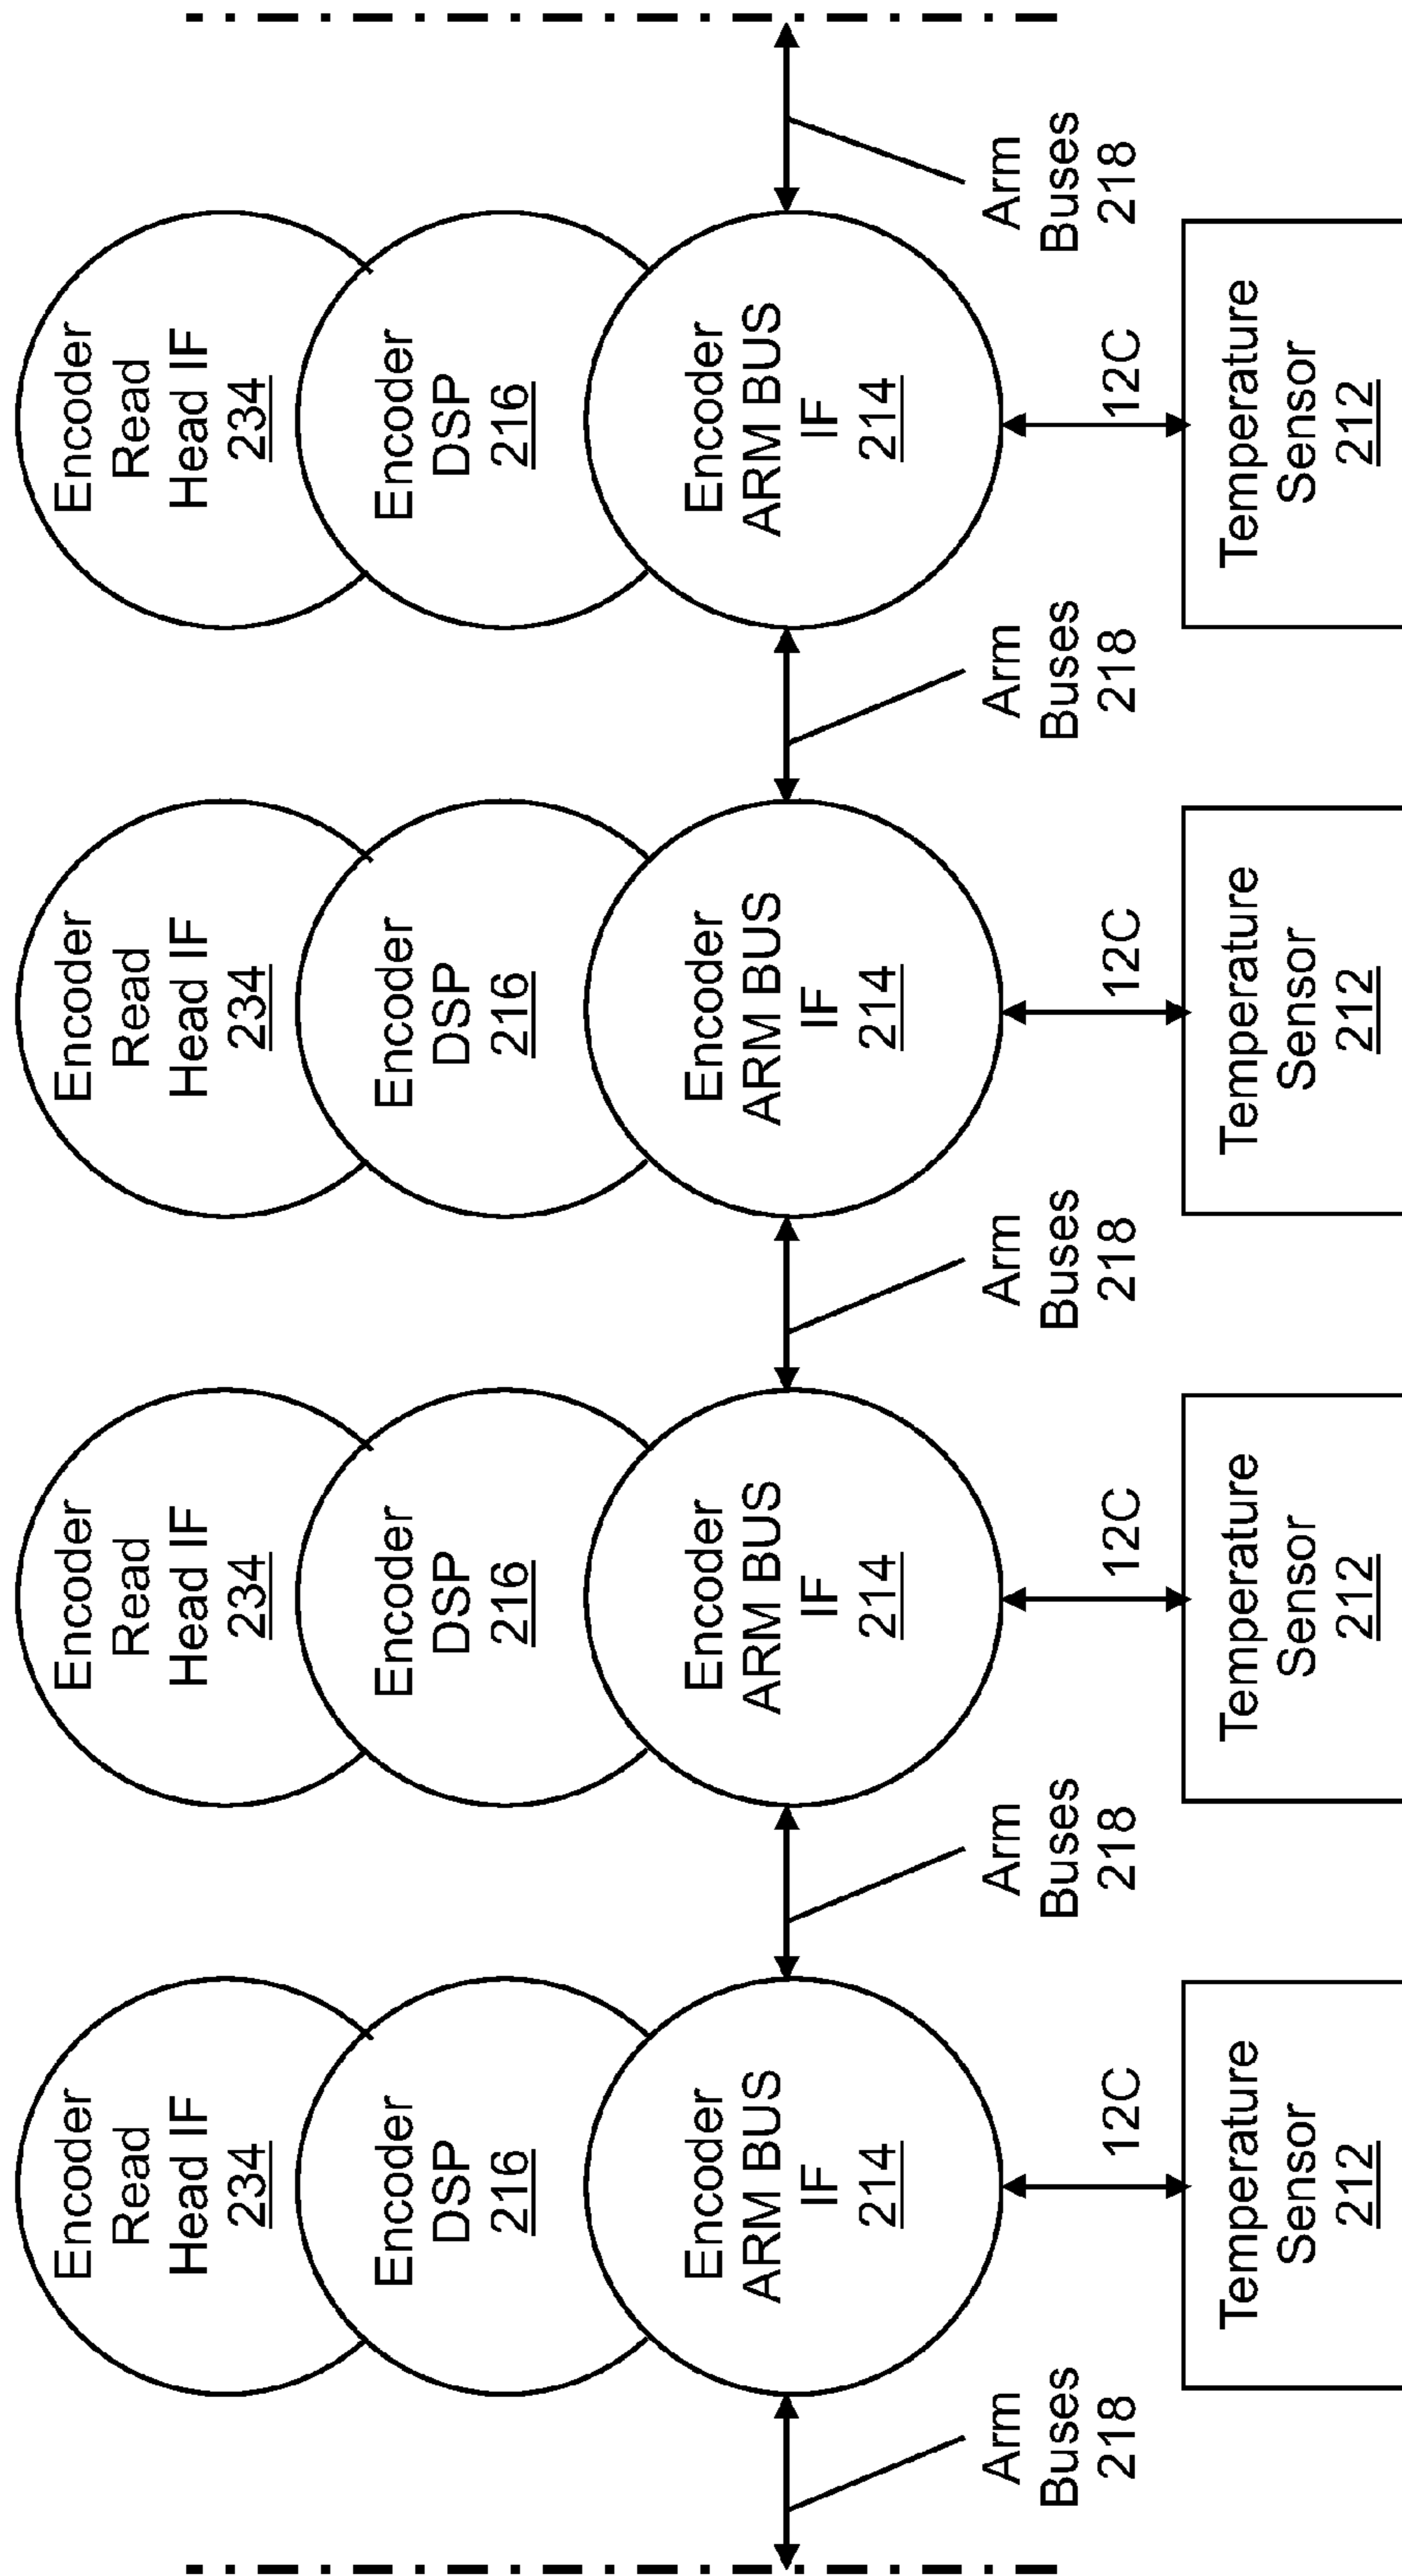 Encoder
Read
Head IF
234
Encoder
DSP
216
Encoder
ARM BUS
IF
214
Arm
Buses
218
12C
Temperature
Sensor
212
Encoder
Read
Head IF
234
Encoder
DSP
216
Encoder
ARM BUS
IF
214
Arm
Buses
218
12C
Temperature
Sensor
212
Encoder
Read
Head IF
234
Encoder
DSP
216
Encoder
ARM BUS
IF
214
Arm
Buses
218
12C
Temperature
Sensor
212
Encoder
Read
Head IF
234
Encoder
DSP
216
Encoder
ARM BUS
IF
214
Arm
Buses
218
12C
Temperature
Sensor
212
Arm
Buses
218